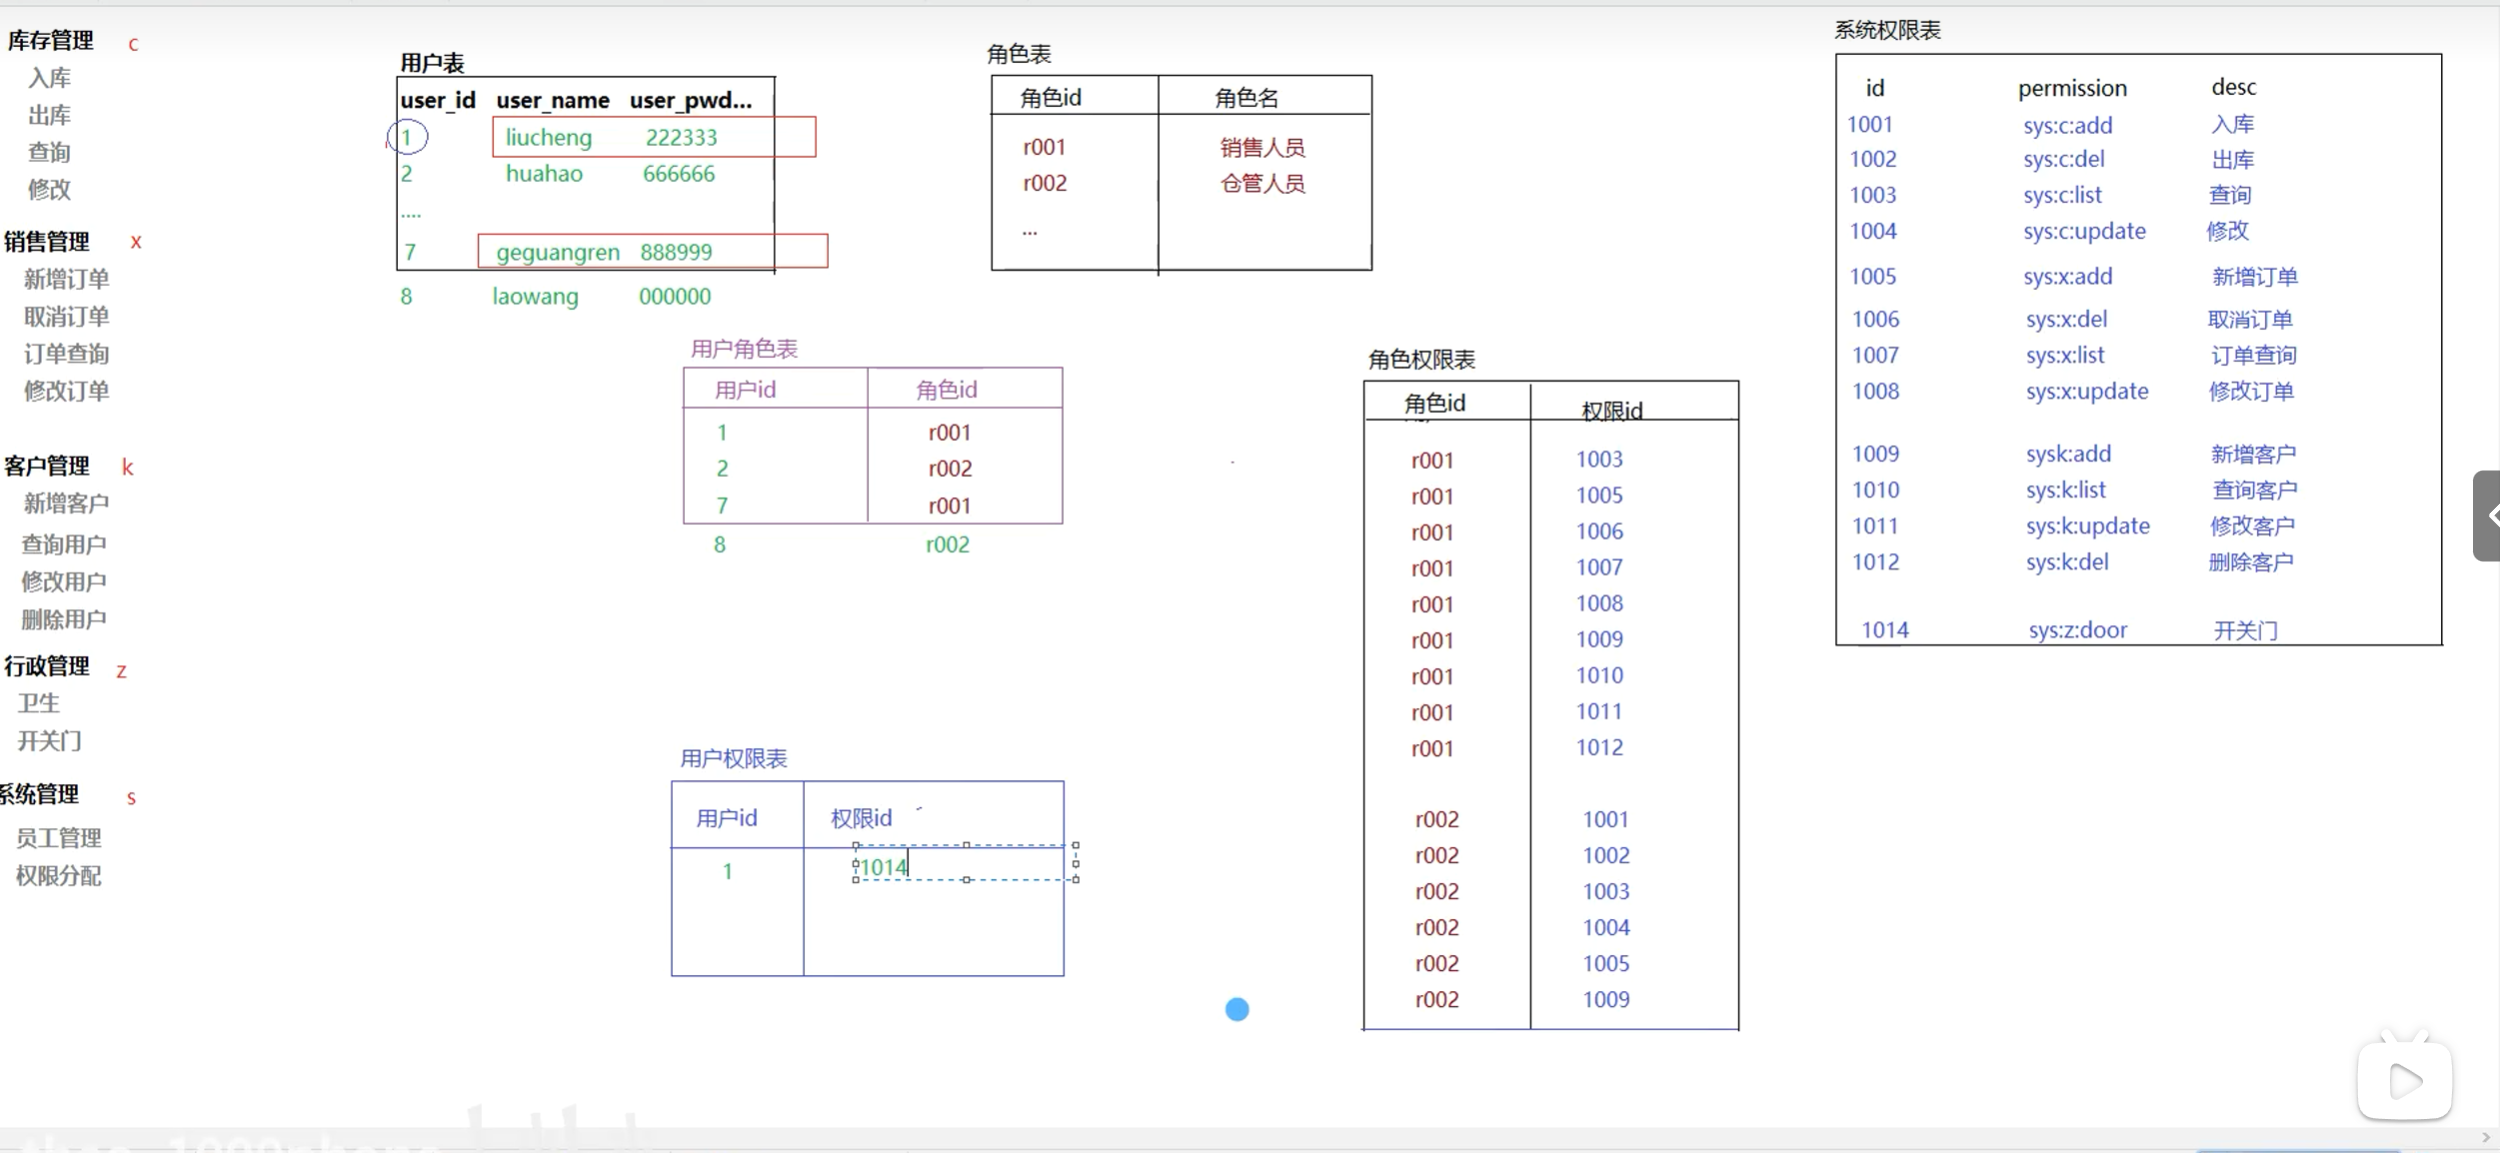 库存管理 c
入库
出库
查询
修改
销售管理 x
新增订单
取消订单
订单查询
修改订单
客户管理 k
新增客户
查询用户
修改用户
删除用户
行政管理 z
卫生
开关门
系统管理 s
员工管理
权限分配
用户表
user_id user_name user_pwd...
1 liucheng 222333
2 huahao 666666
....
7 geguangren 888999
8 laowang 000000
角色表
角色id 角色名
r001 销售人员
r002 仓管人员
...
用户角色表
用户id 角色id
1 r001
2 r002
7 r001
8 r002
用户权限表
用户id 权限id
1 1014
角色权限表
角色id 权限id
r001 1003
r001 1005
r001 1006
r001 1007
r001 1008
r001 1009
r001 1010
r001 1011
r001 1012
r002 1001
r002 1002
r002 1003
r002 1004
r002 1005
r002 1009
系统权限表
id permission desc
1001 sys:c:add 入库
1002 sys:c:del 出库
1003 sys:c:list 查询
1004 sys:c:update 修改
1005 sys:x:add 新增订单
1006 sys:x:del 取消订单
1007 sys:x:list 订单查询
1008 sys:x:update 修改订单
1009 sysk:add 新增客户
1010 sys:k:list 查询客户
1011 sys:k:update 修改客户
1012 sys:k:del 删除客户
1014 sys:z:door 开关门